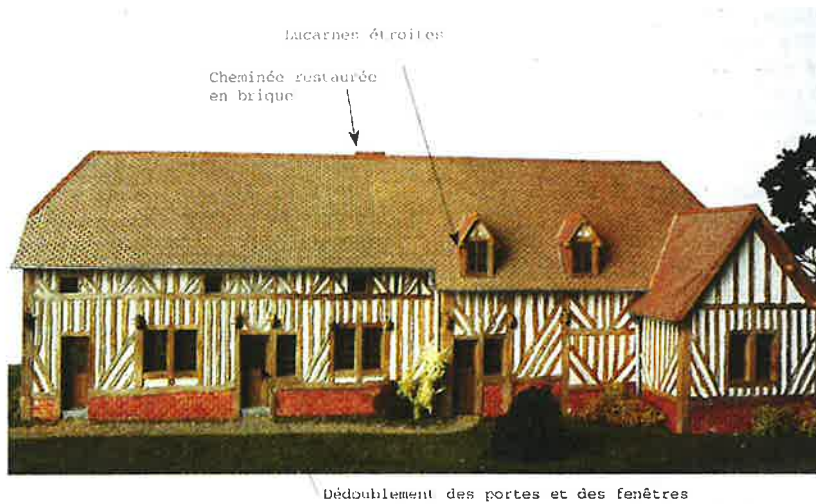 Lucarnes étroites
Cheminée restaurée
en brique
Dédoublement des portes et des fenêtres